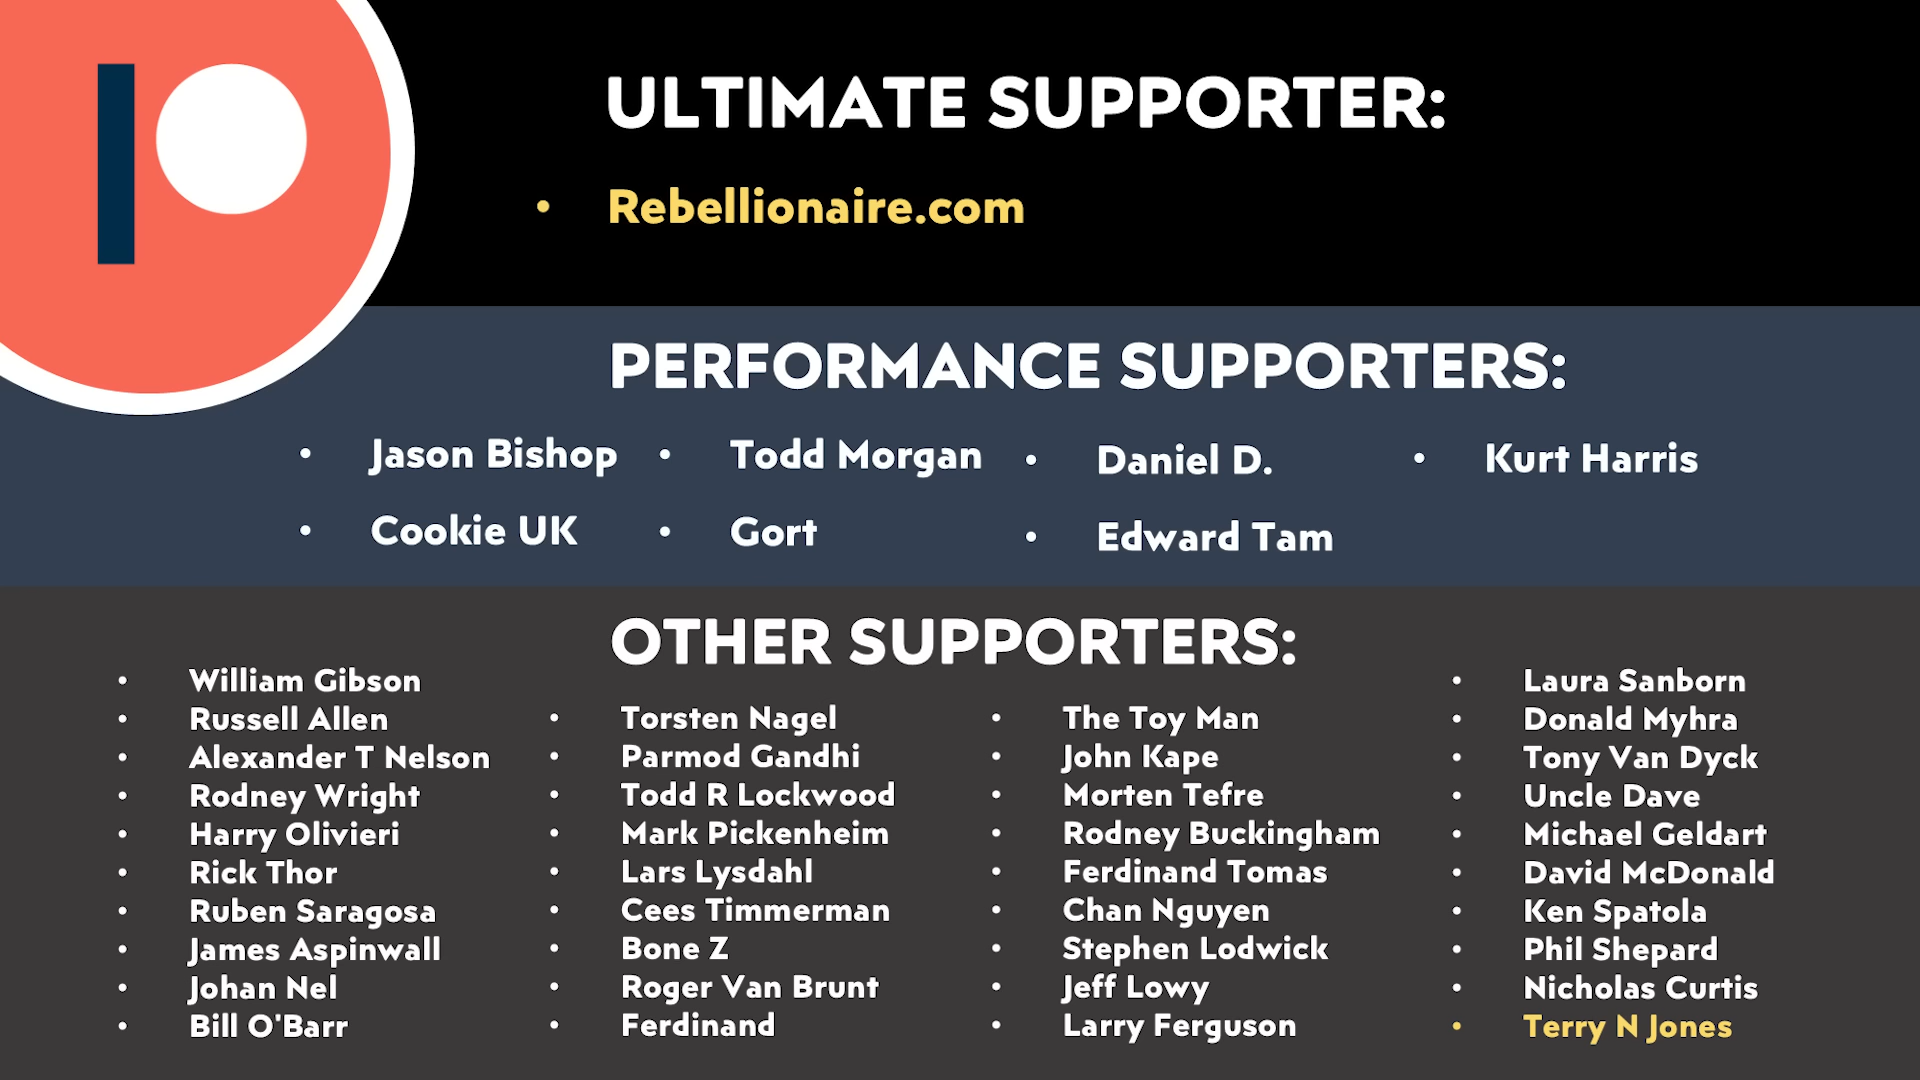 ULTIMATE SUPPORTER:
• Rebellionaire.com
PERFORMANCE SUPPORTERS:
• Jason Bishop
• Cookie UK
• Todd Morgan
• Gort
• Daniel D.
• Edward Tam
• Kurt Harris
OTHER SUPPORTERS:
• William Gibson
• Russell Allen
• Alexander T Nelson
• Rodney Wright
• Harry Olivieri
• Rick Thor
• Ruben Saragosa
• James Aspinwall
• Johan Nel
• Bill O'Barr
• Torsten Nagel
• Parmod Gandhi
• Todd R Lockwood
• Mark Pickenheim
• Lars Lysdahl
• Cees Timmerman
• Bone Z
• Roger Van Brunt
• Ferdinand
• The Toy Man
• John Kape
• Morten Tefre
• Rodney Buckingham
• Ferdinand Tomas
• Chan Nguyen
• Stephen Lodwick
• Jeff Lowy
• Larry Ferguson
• Laura Sanborn
• Donald Myhra
• Tony Van Dyck
• Uncle Dave
• Michael Geldart
• David McDonald
• Ken Spatola
• Phil Shepard
• Nicholas Curtis
• Terry N Jones